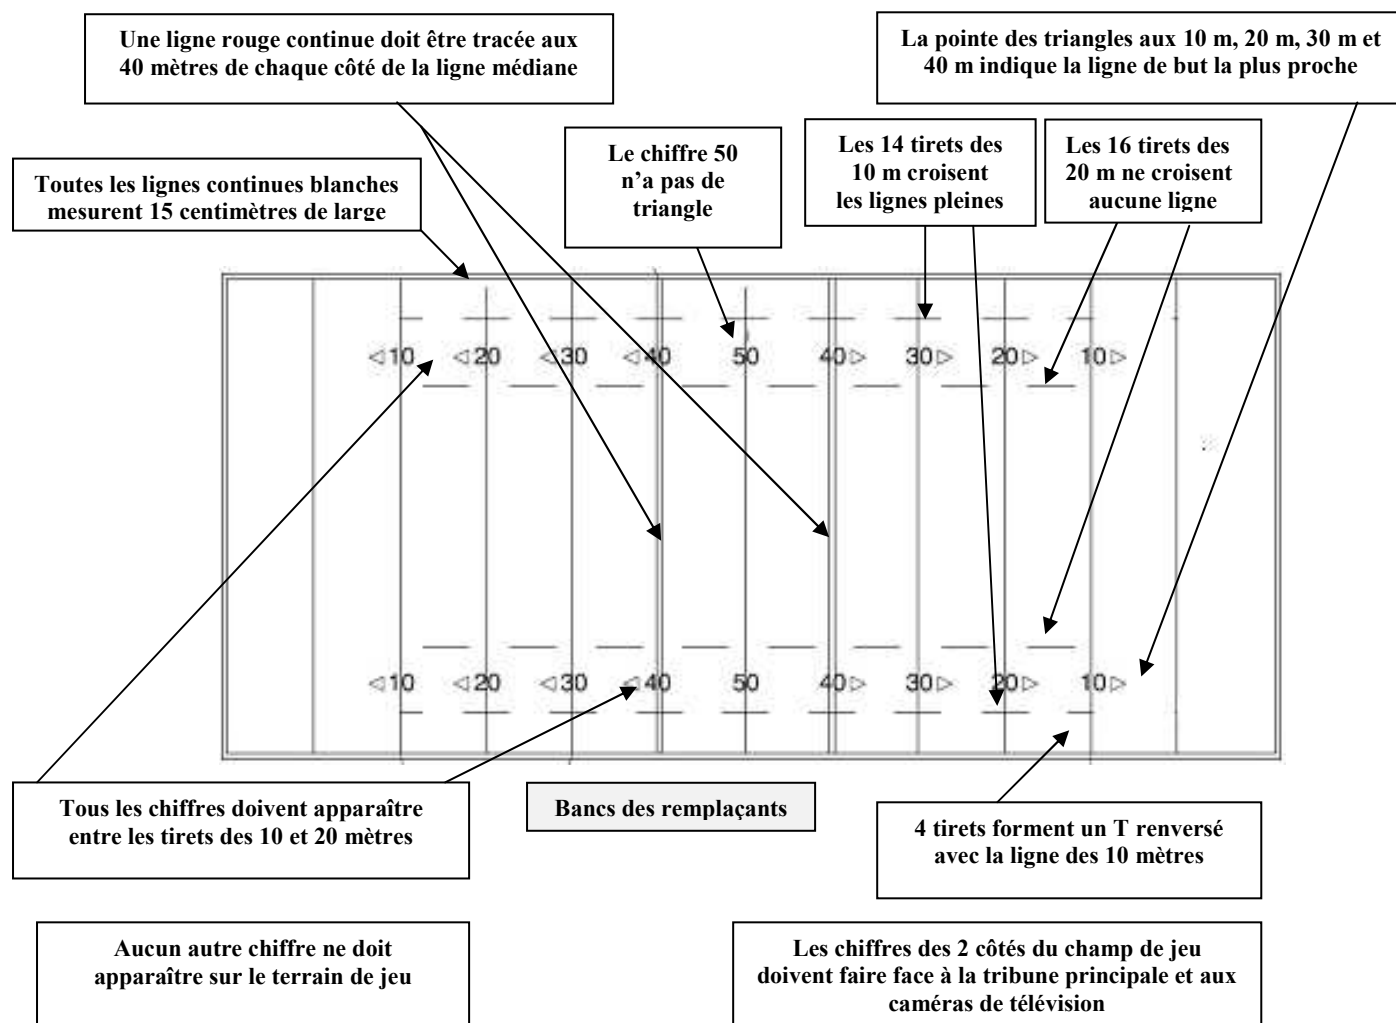 Une ligne rouge continue doit être tracée aux
40 mètres de chaque côté de la ligne médiane
La pointe des triangles aux 10 m, 20 m, 30 m et
40 m indique la ligne de but la plus proche
Toutes les lignes continues blanches
mesurent 15 centimètres de large
Le chiffre 50
n’a pas de
triangle
Les 14 tirets des
10 m croisent
les lignes pleines
Les 16 tirets des
20 m ne croisent
aucune ligne
◁10 ◁20 ◁30 ◁40 50 40▷ 30▷ 20▷ 10▷
◁10 ◁20 ◁30 ◁40 50 40▷ 30▷ 20▷ 10▷
Tous les chiffres doivent apparaître
entre les tirets des 10 et 20 mètres
Bancs des remplaçants
4 tirets forment un T renversé
avec la ligne des 10 mètres
Aucun autre chiffre ne doit
apparaître sur le terrain de jeu
Les chiffres des 2 côtés du champ de jeu
doivent faire face à la tribune principale et aux
caméras de télévision